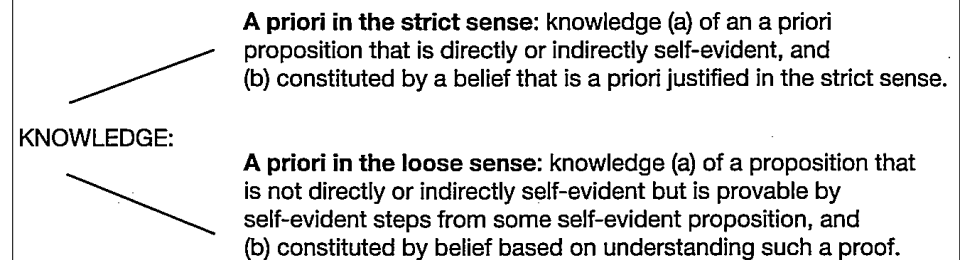 A priori in the strict sense: knowledge (a) of an a priori
proposition that is directly or indirectly self-evident, and
(b) constituted by a belief that is a priori justified in the strict sense.
KNOWLEDGE:
A priori in the loose sense: knowledge (a) of a proposition that
is not directly or indirectly self-evident but is provable by
self-evident steps from some self-evident proposition, and
(b) constituted by belief based on understanding such a proof.